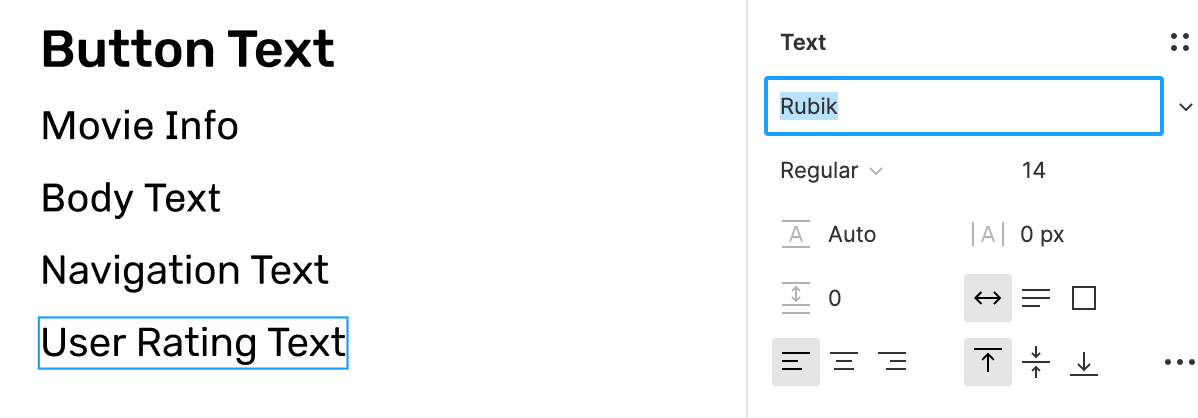 Button Text
Movie Info
Body Text
Navigation Text
User Rating Text
Text
Rubik
Regular 14
A Auto A 0 px
0